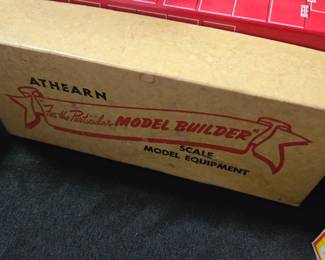 ATHEARN
"For the Particular MODEL BUILDER"
SCALE
MODEL EQUIPMENT